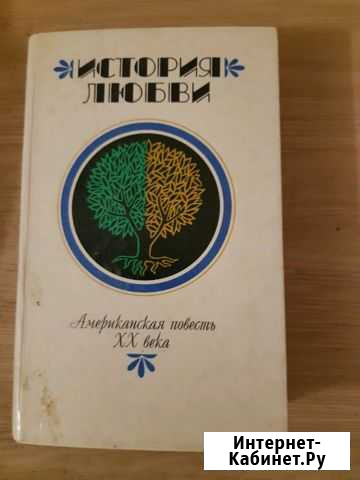 ИСТОРИЯ
ЛЮБВИ
Американская повесть
XX века
Интернет-
Кабинет.Ру